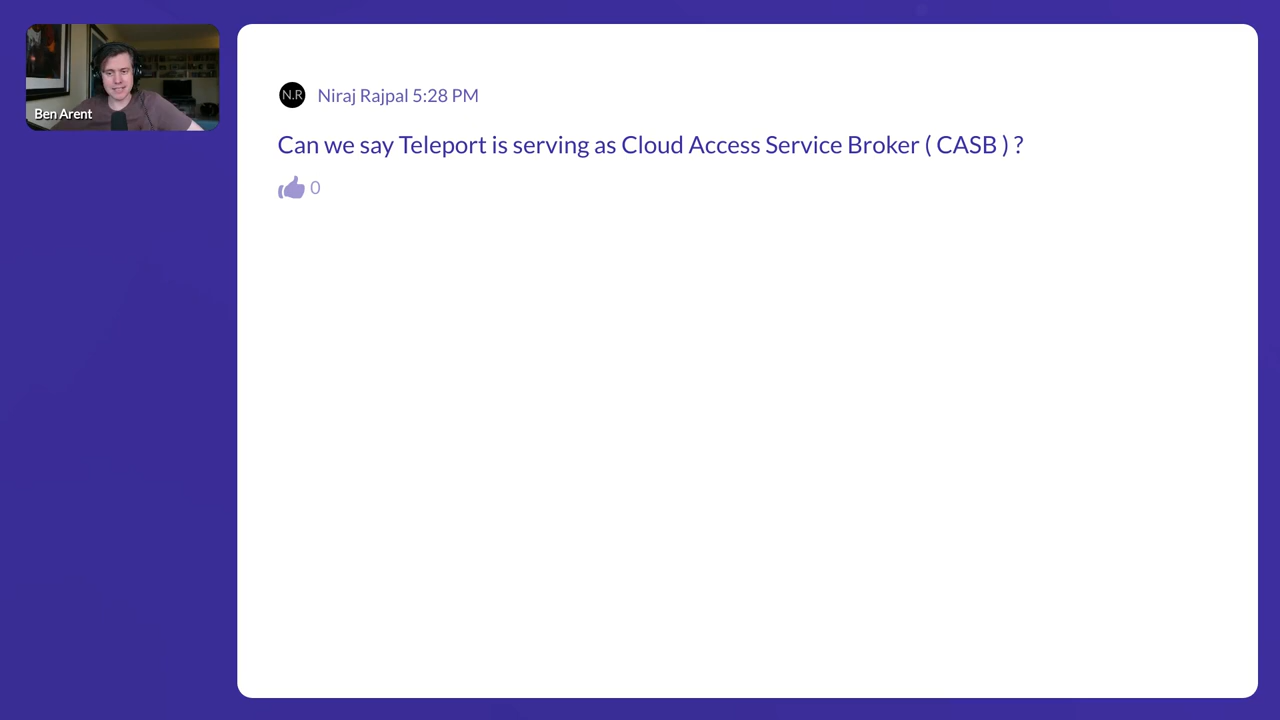 Ben Arent
N.R
Niraj Rajpal 5:28 PM
Can we say Teleport is serving as Cloud Access Service Broker ( CASB ) ?
0